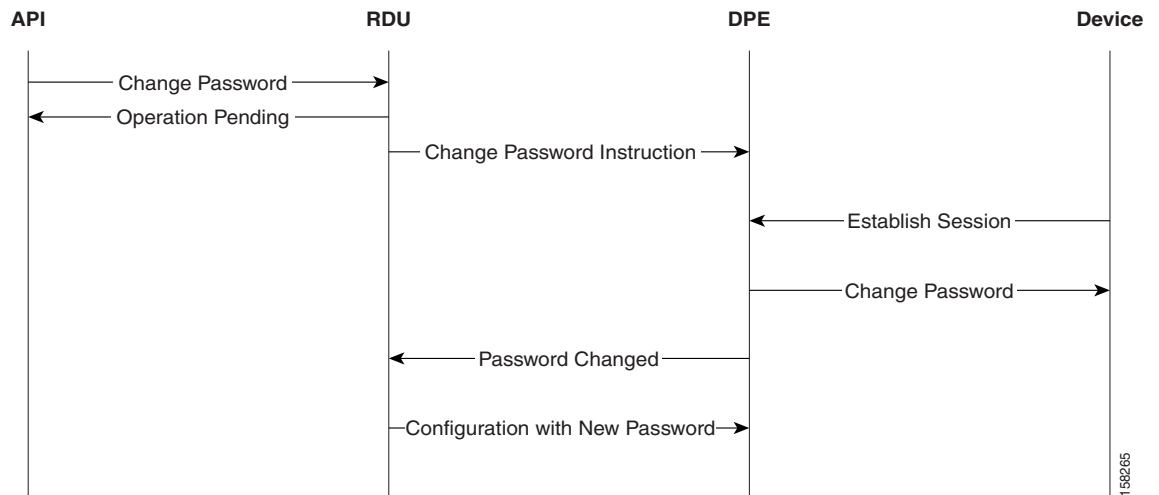 API
RDU
DPE
Device
Change Password
Operation Pending
Change Password Instruction
Establish Session
Change Password
Password Changed
Configuration with New Password
158265